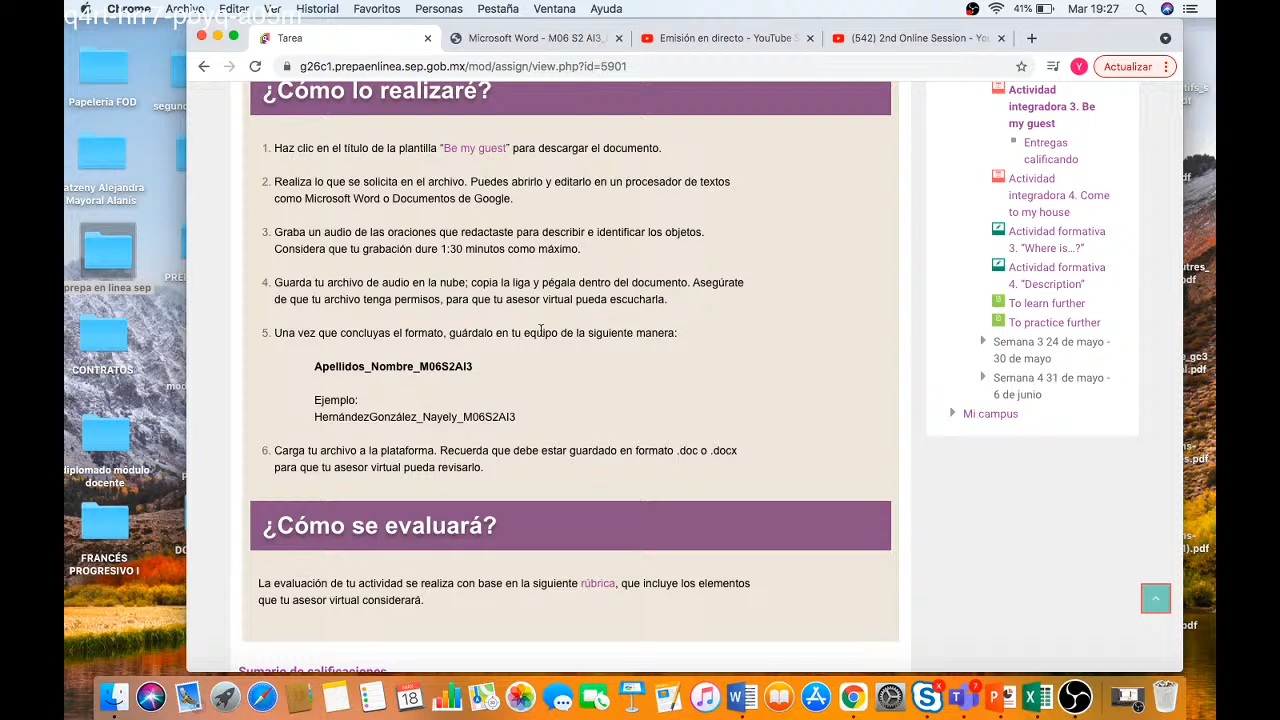 Chrome Archivo Editar Ver Historial Favoritos Personas Pestaña Ventana Ayuda
41% Mar 19:27
Tarea
Microsoft Word - M06 S2 AI3_
Emisión en directo - YouTube S
(542) 2nd Online Session - Yo
g26c1.prepaenlinea.sep.gob.mx/mod/assign/view.php?id=5901
Y
Actualizar
Papelería FOD
Mayoral Alanís
prepa en línea sep
CONTRATOS
diplomado módulo
docente
FRANCÉS
PROGRESIVO I
¿Cómo lo realizaré?
1. Haz clic en el título de la plantilla “Be my guest” para descargar el documento.
2. Realiza lo que se solicita en el archivo. Puedes abrirlo y editarlo en un procesador de textos
como Microsoft Word o Documentos de Google.
3. Graba un audio de las oraciones que redactaste para describir e identificar los objetos.
Considera que tu grabación dure 1:30 minutos como máximo.
4. Guarda tu archivo de audio en la nube; copia la liga y pégala dentro del documento. Asegúrate
de que tu archivo tenga permisos, para que tu asesor virtual pueda escucharla.
5. Una vez que concluyas el formato, guárdalo en tu equipo de la siguiente manera:
Apellidos_Nombre_M06S2AI3
Ejemplo:
HernándezGonzález_Nayely_M06S2AI3
6. Carga tu archivo a la plataforma. Recuerda que debe estar guardado en formato .doc o .docx
para que tu asesor virtual pueda revisarlo.
¿Cómo se evaluará?
La evaluación de tu actividad se realiza con base en la siguiente rúbrica, que incluye los elementos
que tu asesor virtual considerará.
Sumario de calificaciones
Actividad
integradora 3. Be
my guest
Entregas
calificando
Actividad
integradora 4. Come
to my house
Actividad formativa
3. “Where is...?”
Actividad formativa
4. “Description”
To learn further
To practice further
Semana 3 24 de mayo -
30 de mayo
Semana 4 31 de mayo -
6 de junio
Mi campus